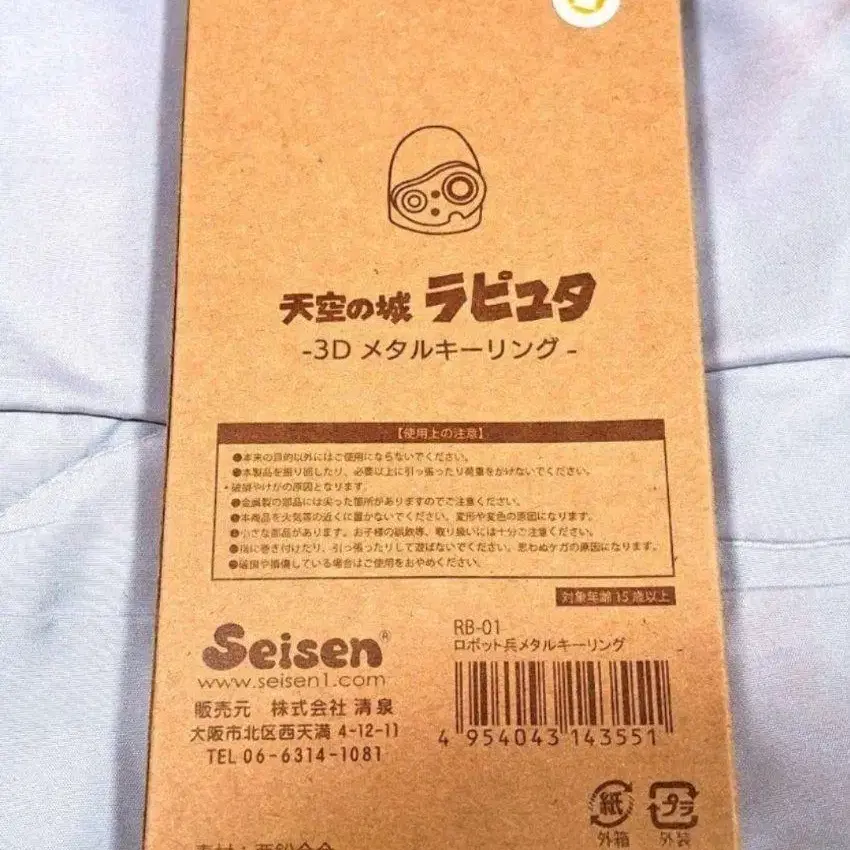 天空の城 ラピュタ
-3D メタルキーリング-
【使用上の注意】
●本来の目的以外にはご使用にならないでください。
●本製品を振り回したり、必要以上に引っ張ったり荷重をかけないでください。
・破損やけがの原因となります。
●金属製の部品には尖った箇所がありますのでご注意ください。
●本商品を火気等の近くに置かないでください。変形や変色の原因になります。
●小さな部品があります。お子様の誤飲等、取り扱いには十分ご注意ください。
●指に巻き付けたり、引っ張ったりして遊ばないでください。思わぬケガの原因になります。
●破損や損傷している場合はご使用をおやめください。
対象年齢15歳以上
Seisen®
www.seisen1.com
販売元 株式会社 清泉
大阪市北区西天満 4-12-11
TEL 06-6314-1081
RB-01
ロボット兵メタルキーリング
4 954043 143551
紙
外箱
プラ
外装
素材：亜鉛合金